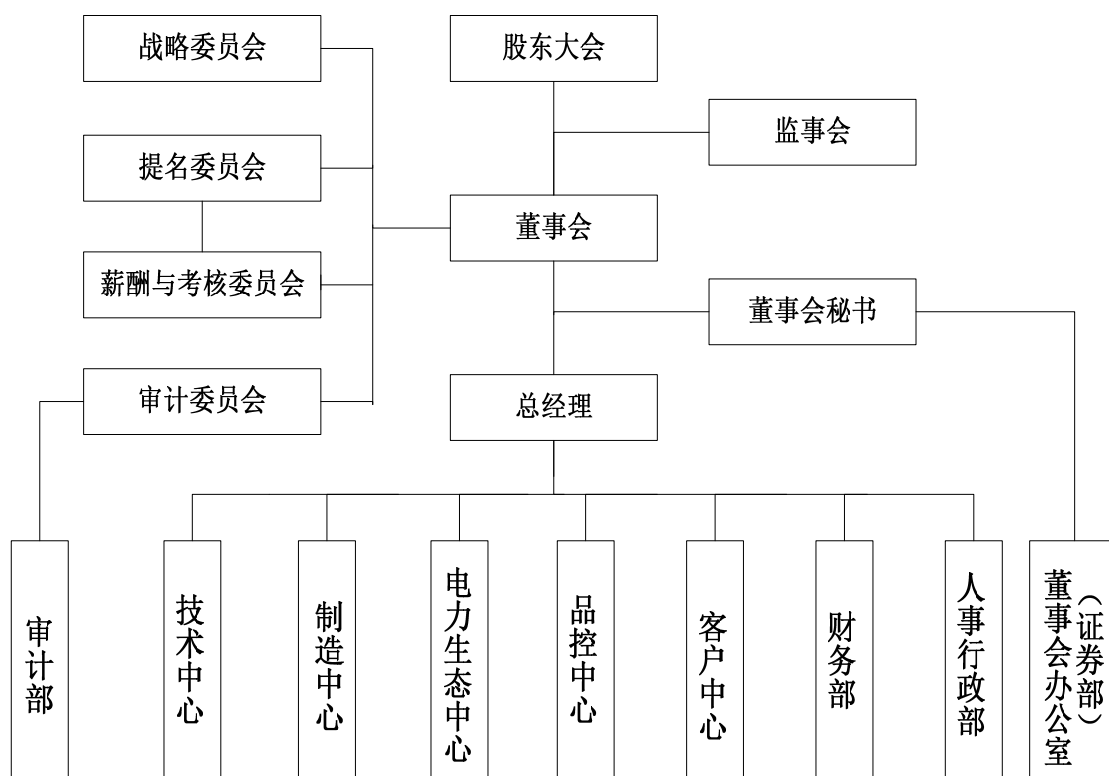 战略委员会
股东大会
监事会
提名委员会
董事会
薪酬与考核委员会
董事会秘书
审计委员会
总经理
审计部
技术中心
制造中心
电力生态中心
品控中心
客户中心
财务部
人事行政部
董事会办公室
（证券部）